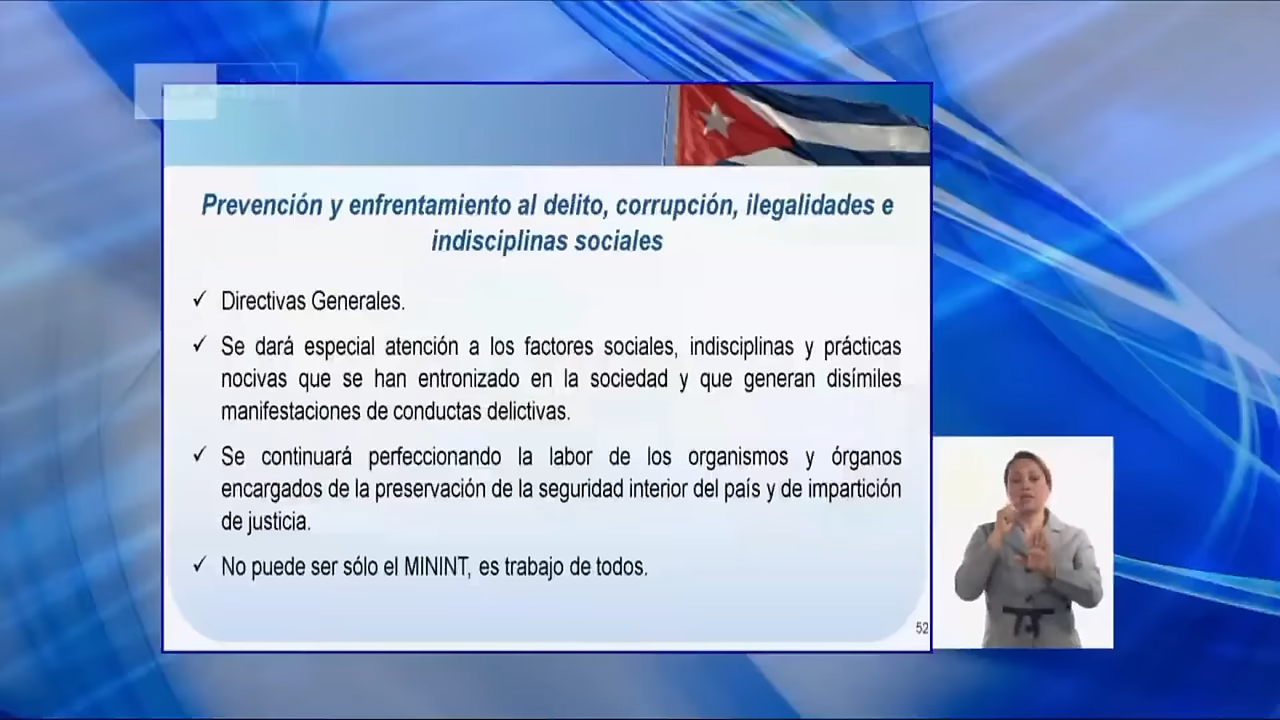 Prevención y enfrentamiento al delito, corrupción, ilegalidades e
indisciplinas sociales
✓ Directivas Generales.
✓ Se dará especial atención a los factores sociales, indisciplinas y prácticas
nocivas que se han entronizado en la sociedad y que generan disímiles
manifestaciones de conductas delictivas.
✓ Se continuará perfeccionando la labor de los organismos y órganos
encargados de la preservación de la seguridad interior del país y de impartición
de justicia.
✓ No puede ser sólo el MININT, es trabajo de todos.
52